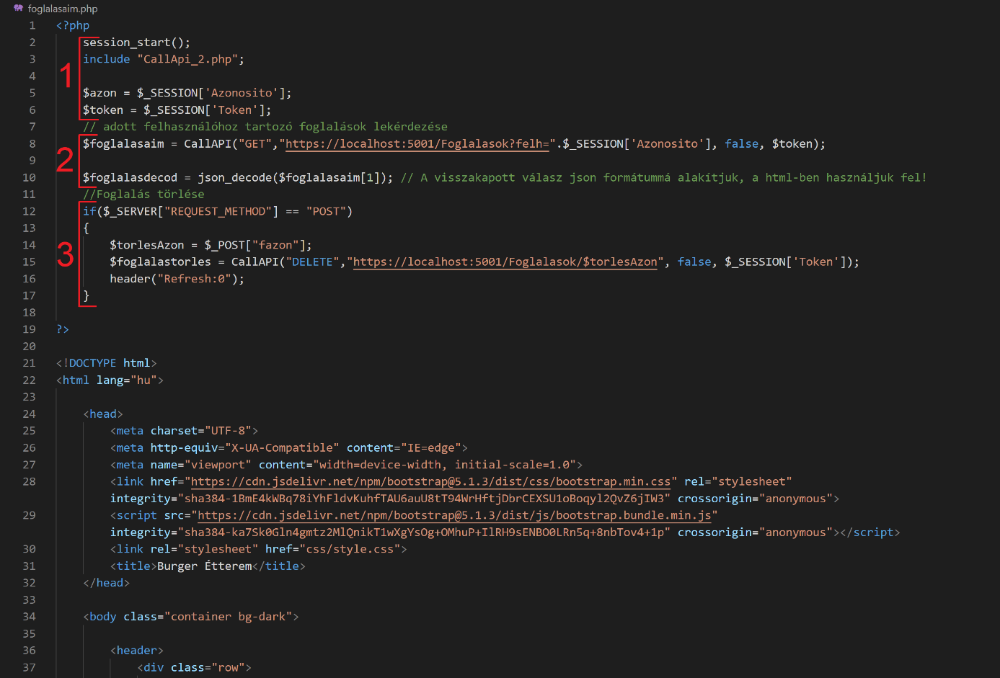 foglalasaim.php
1 <?php
2 session_start();
3 include "CallApi_2.php";
4
1
5 $azon = $_SESSION['Azonosito'];
6 $token = $_SESSION['Token'];
7 // adott felhasználóhoz tartozó foglalások lekérdezése
8 $foglalasaim = CallAPI("GET","https://localhost:5001/Foglalasok?felh=".$_SESSION['Azonosito'], false, $token);
9
2
10 $foglalasdecod = json_decode($foglalasaim[1]); // A visszakapott válasz json formátummá alakítjuk, a html-ben használjuk fel!
11 //Foglalás törlése
12 if($_SERVER["REQUEST_METHOD"] == "POST")
13 {
14 $torlesAzon = $_POST["fazon"];
3
15 $foglalastorles = CallAPI("DELETE","https://localhost:5001/Foglalasok/$torlesAzon", false, $_SESSION['Token']);
16 header("Refresh:0");
17 }
18
19 ?>
20
21 <!DOCTYPE html>
22 <html lang="hu">
23
24 <head>
25 <meta charset="UTF-8">
26 <meta http-equiv="X-UA-Compatible" content="IE=edge">
27 <meta name="viewport" content="width=device-width, initial-scale=1.0">
28 <link href="https://cdn.jsdelivr.net/npm/bootstrap@5.1.3/dist/css/bootstrap.min.css" rel="stylesheet"
integrity="sha384-1BmE4kWBq78iYhFldvKuhfTAU6auU8tT94WrHftjDbrCEXSU1oBoqyl2QvZ6jIW3" crossorigin="anonymous">
29 <script src="https://cdn.jsdelivr.net/npm/bootstrap@5.1.3/dist/js/bootstrap.bundle.min.js"
integrity="sha384-ka7Sk0Gln4gmtz2MlQnikT1wXgYsOg+OMhuP+IlRH9sENBO0LRn5q+8nbTov4+1p" crossorigin="anonymous"></script>
30 <link rel="stylesheet" href="css/style.css">
31 <title>Burger Étterem</title>
32 </head>
33
34 <body class="container bg-dark">
35
36 <header>
37 <div class="row">